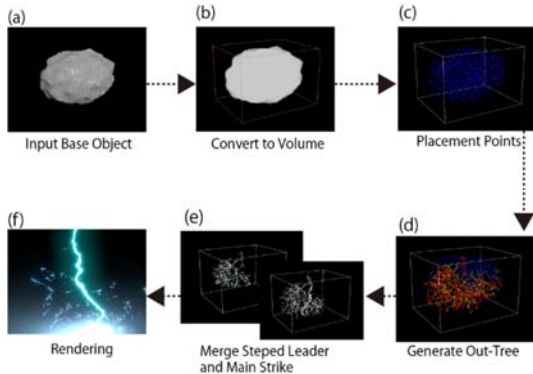 (a)
Input Base Object
(b)
Convert to Volume
(c)
Placement Points
(d)
Generate Out-Tree
(e)
Merge Steped Leader
and Main Strike
(f)
Rendering